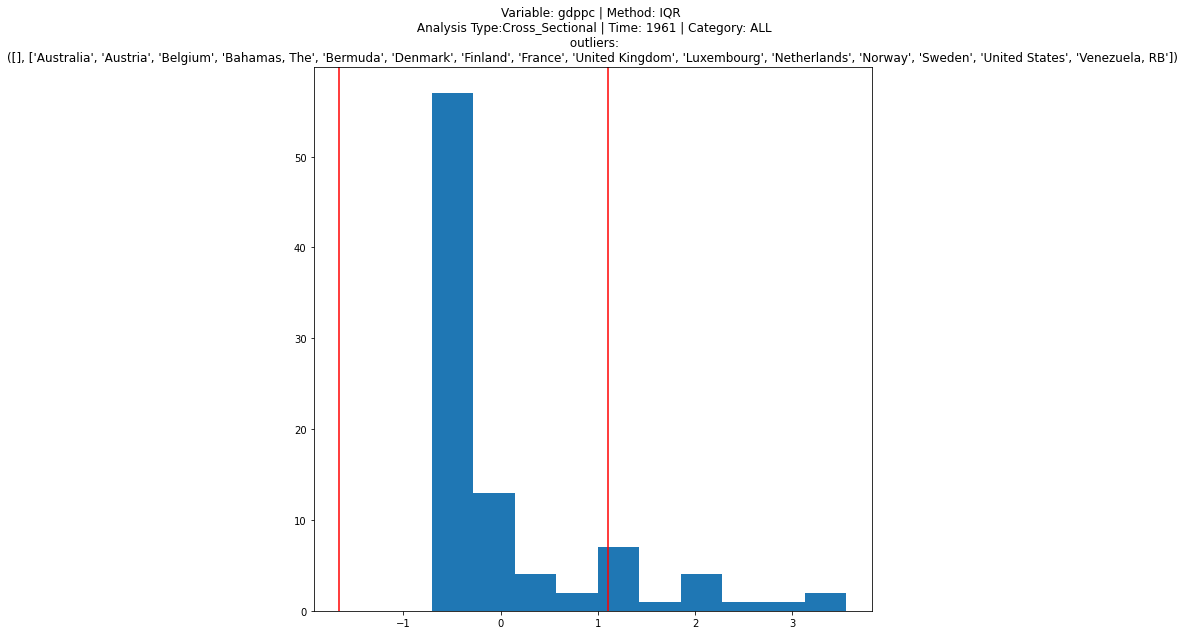 Variable: gdppc | Method: IQR
Analysis Type:Cross_Sectional | Time: 1961 | Category: ALL
outliers:
([], ['Australia', 'Austria', 'Belgium', 'Bahamas, The', 'Bermuda', 'Denmark', 'Finland', 'France', 'United Kingdom', 'Luxembourg', 'Netherlands', 'Norway', 'Sweden', 'United States', 'Venezuela, RB'])
50
40
30
20
10
0
−1 0 1 2 3